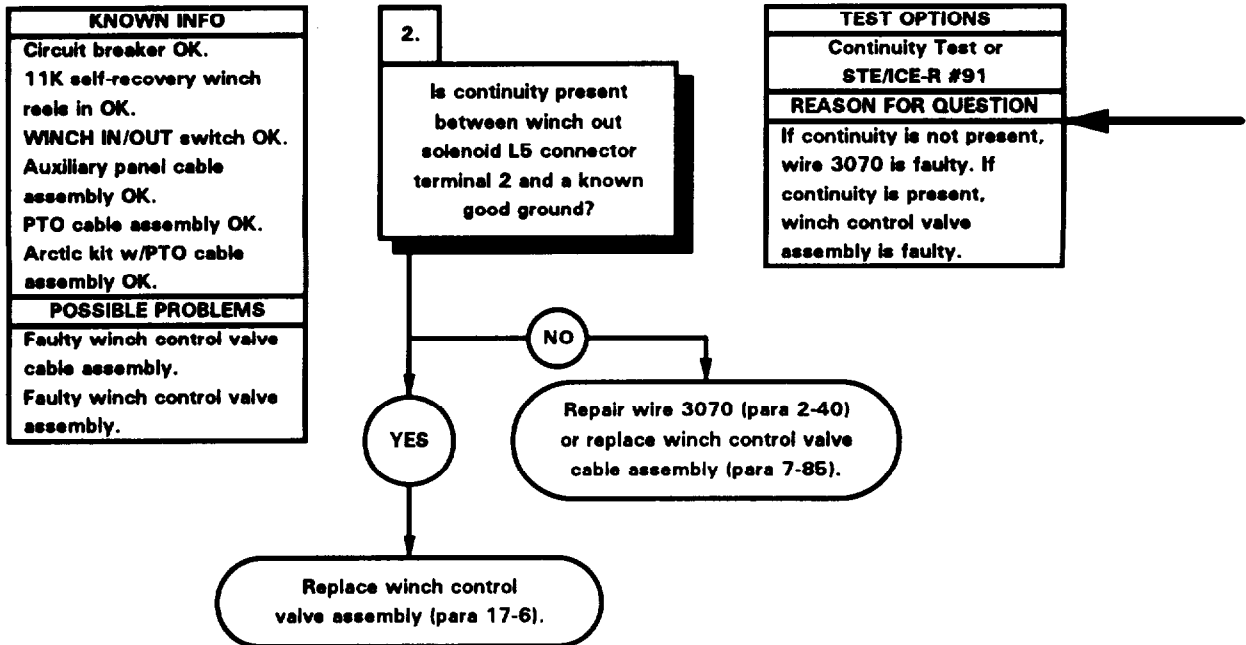 KNOWN INFO
Circuit breaker OK.
11K self-recovery winch
reels in OK.
WINCH IN/OUT switch OK.
Auxiliary panel cable
assembly OK.
PTO cable assembly OK.
Arctic kit w/PTO cable
assembly OK.
POSSIBLE PROBLEMS
Faulty winch control valve
cable assembly.
Faulty winch control valve
assembly.
2.
Is continuity present
between winch out
solenoid L5 connector
terminal 2 and a known
good ground?
TEST OPTIONS
Continuity Test or
STE/ICE-R #91
REASON FOR QUESTION
If continuity is not present,
wire 3070 is faulty. If
continuity is present,
winch control valve
assembly is faulty.
NO
YES
Repair wire 3070 (para 2-40)
or replace winch control valve
cable assembly (para 7-85).
Replace winch control
valve assembly (para 17-6).